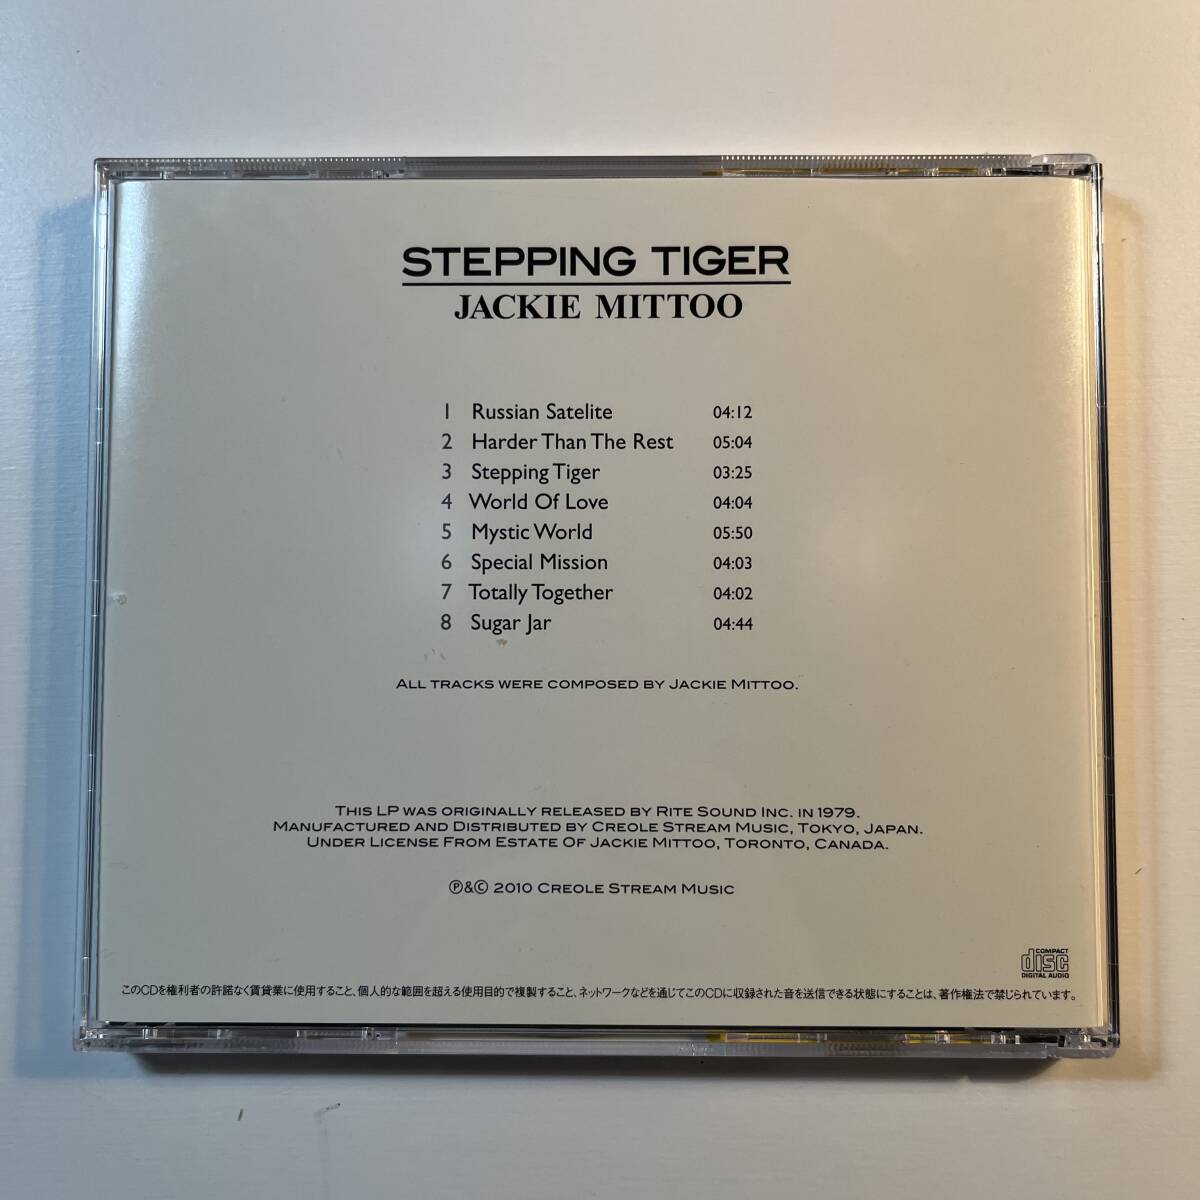 STEPPING TIGER
JACKIE MITTOO
1 Russian Satelite 04:12
2 Harder Than The Rest 05:04
3 Stepping Tiger 03:25
4 World Of Love 04:04
5 Mystic World 05:50
6 Special Mission 04:03
7 Totally Together 04:02
8 Sugar Jar 04:44
ALL TRACKS WERE COMPOSED BY JACKIE MITTOO.
THIS LP WAS ORIGINALLY RELEASED BY RITE SOUND INC. IN 1979.
MANUFACTURED AND DISTRIBUTED BY CREOLE STREAM MUSIC, TOKYO, JAPAN.
UNDER LICENSE FROM ESTATE OF JACKIE MITTOO, TORONTO, CANADA.
℗&© 2010 CREOLE STREAM MUSIC
COMPACT
disc
DIGITAL AUDIO
このCDを権利者の許諾なく賃貸業に使用すること、個人的な範囲を超える使用目的で複製すること、ネットワークなどを通じてこのCDに収録された音を送信できる状態にすることは、著作権法で禁じられています。